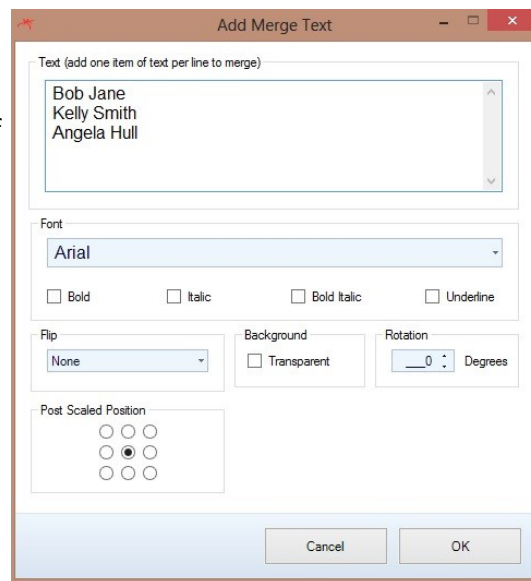 Add Merge Text
Text (add one item of text per line to merge)
Bob Jane
Kelly Smith
Angela Hull
Font
Arial
Bold Italic Bold Italic Underline
Flip Background Rotation
None Transparent __0 Degrees
Post Scaled Position
Cancel OK